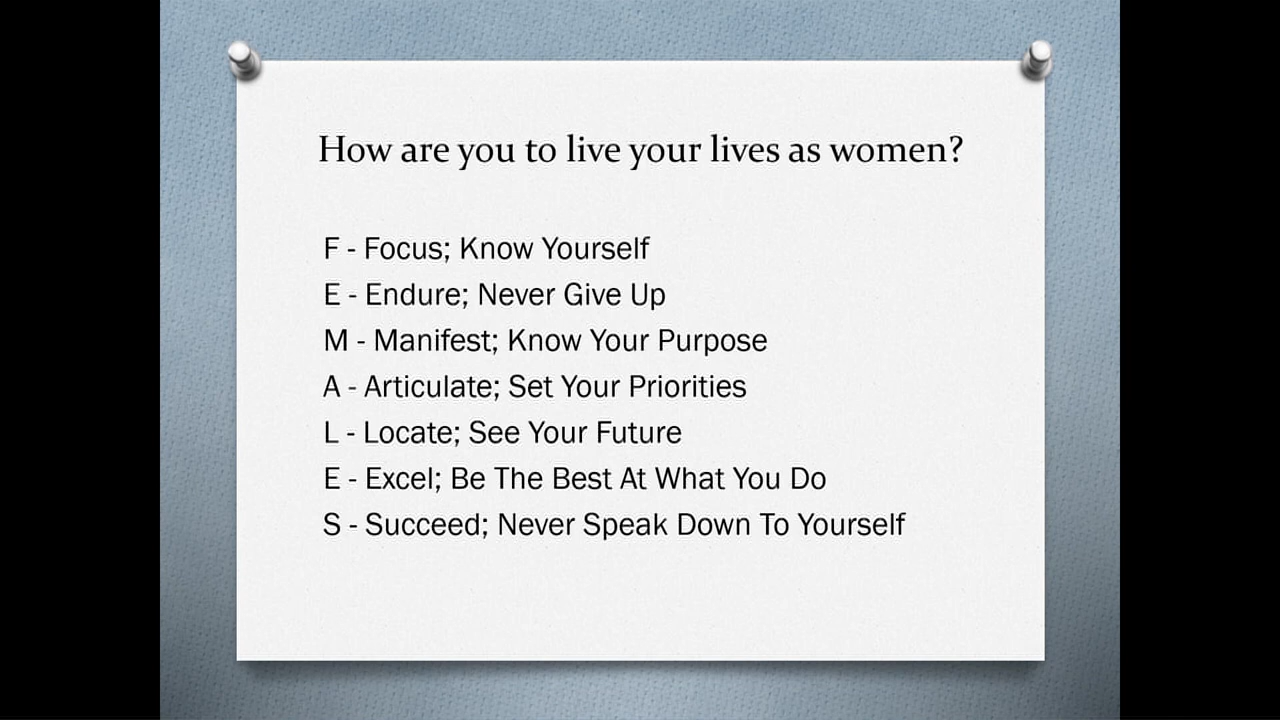 How are you to live your lives as women?
F - Focus; Know Yourself
E - Endure; Never Give Up
M - Manifest; Know Your Purpose
A - Articulate; Set Your Priorities
L - Locate; See Your Future
E - Excel; Be The Best At What You Do
S - Succeed; Never Speak Down To Yourself